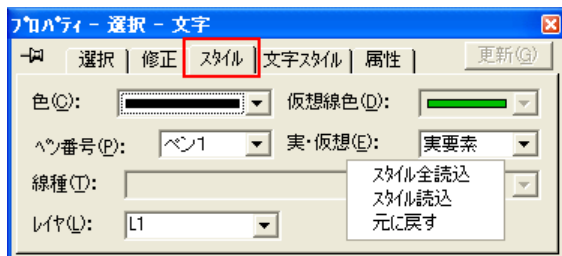 ﾌﾟﾛﾊﾟﾃｨ - 選択 - 文字
選択 修正 ｽﾀｲﾙ 文字ｽﾀｲﾙ 属性 更新(G)
色(C): 仮想線色(D):
ﾍﾟﾝ番号(P): ﾍﾟﾝ1 実･仮想(E): 実要素
線種(T):
ｽﾀｲﾙ全読込
ｽﾀｲﾙ読込
元に戻す
ﾚｲﾔ(L): L1